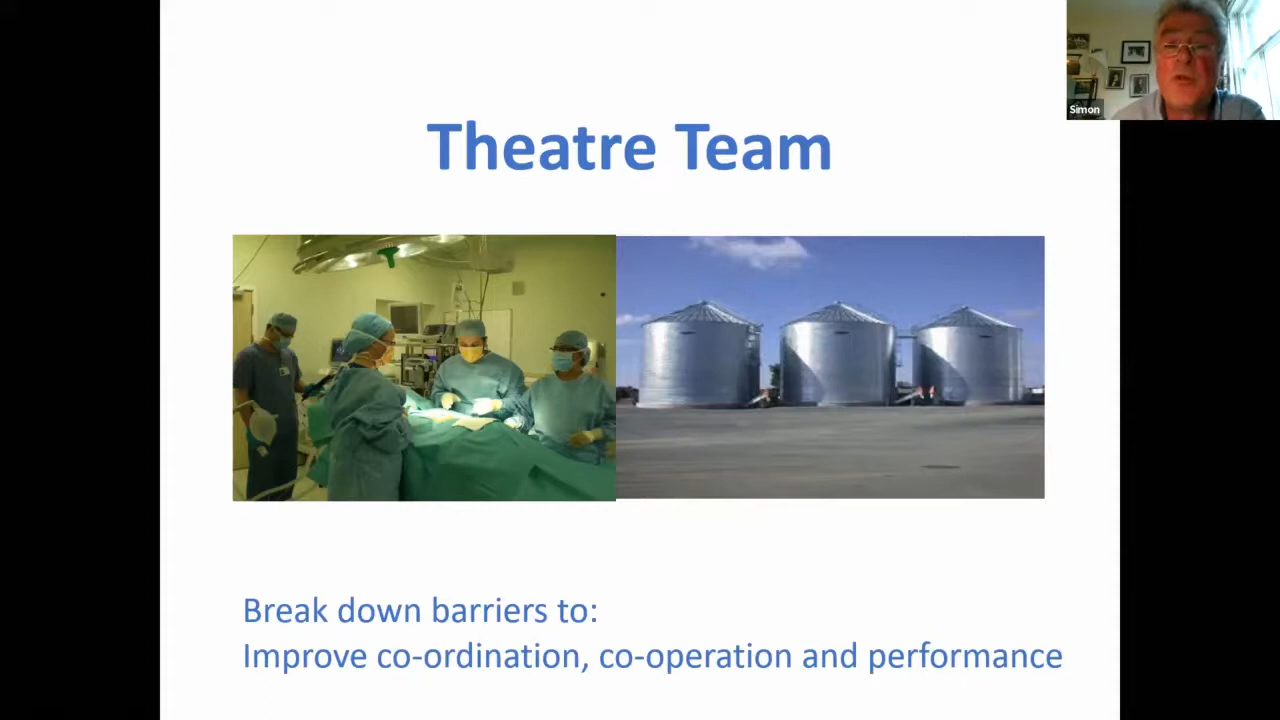 Simon
Theatre Team
Break down barriers to:
Improve co-ordination, co-operation and performance